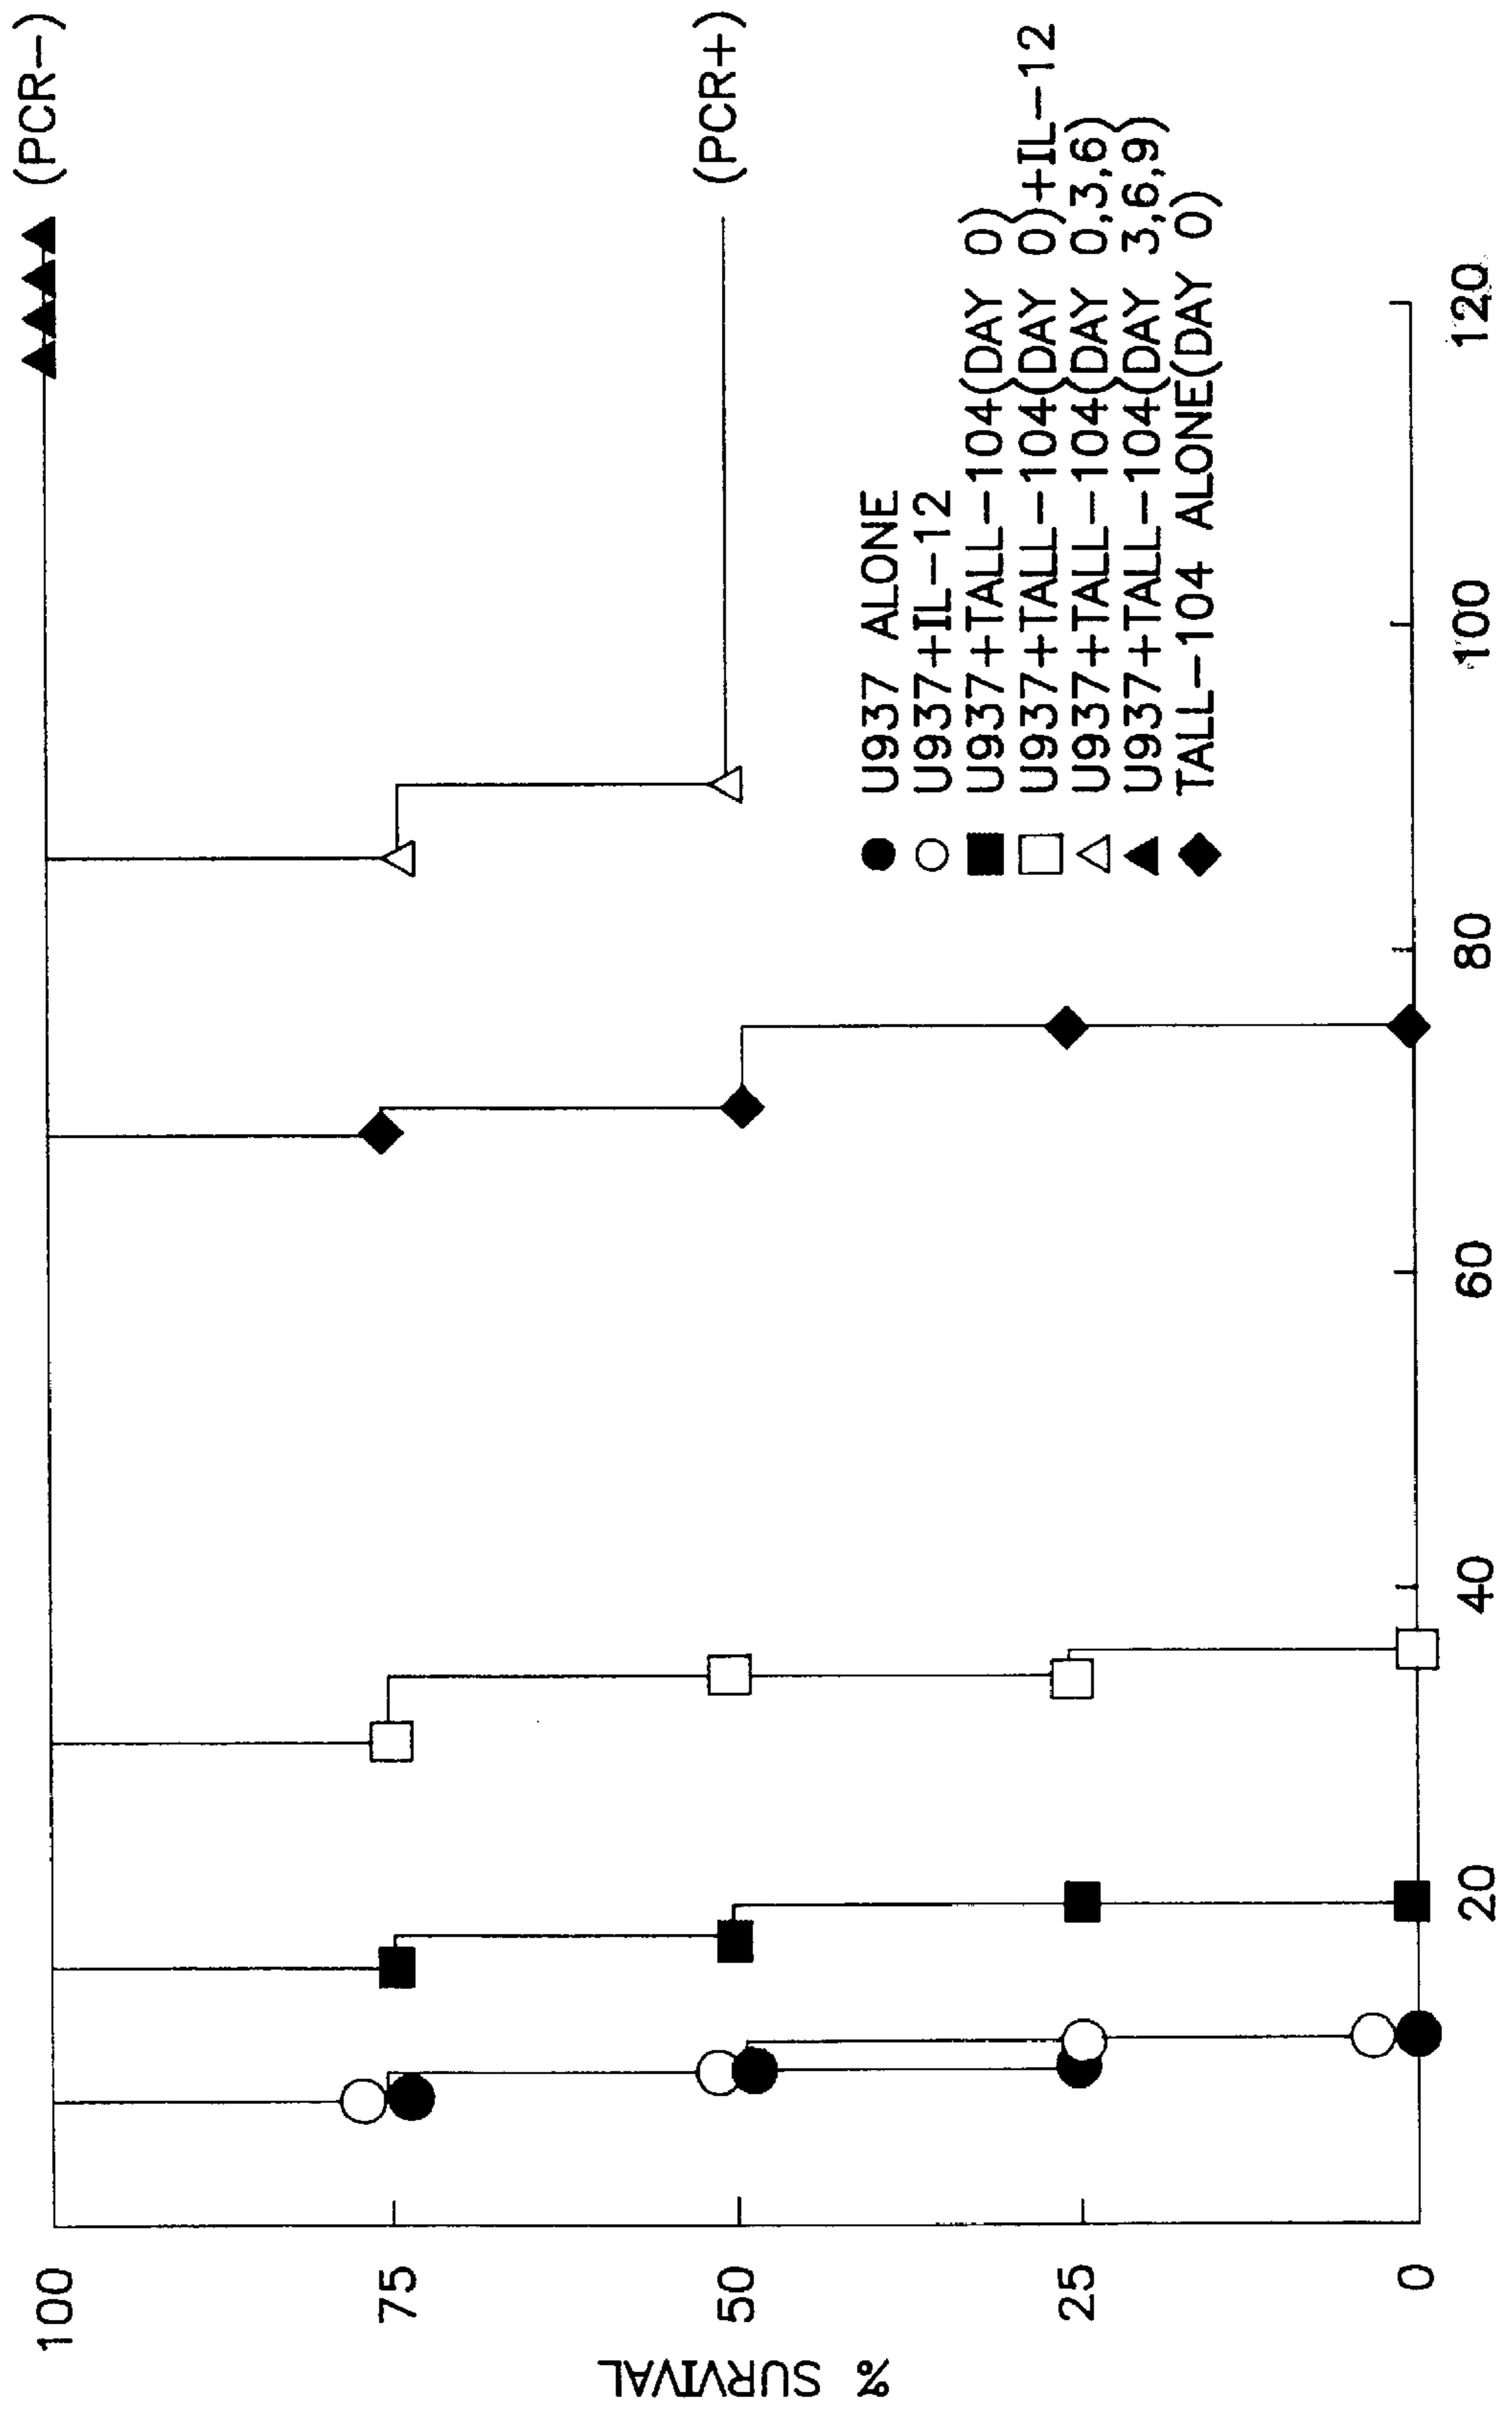 (PCR-)
(PCR+)
100
75
50
25
0
% SURVIVAL
U937 ALONE
U937+IL-12
U937+TALL-104(DAY 0)
U937+TALL-104(DAY 0)+IL-12
U937+TALL-104(DAY 0,3,6)
U937+TALL-104(DAY 3,6,9)
TALL-104 ALONE(DAY 0)
20 40 60 80 100 120